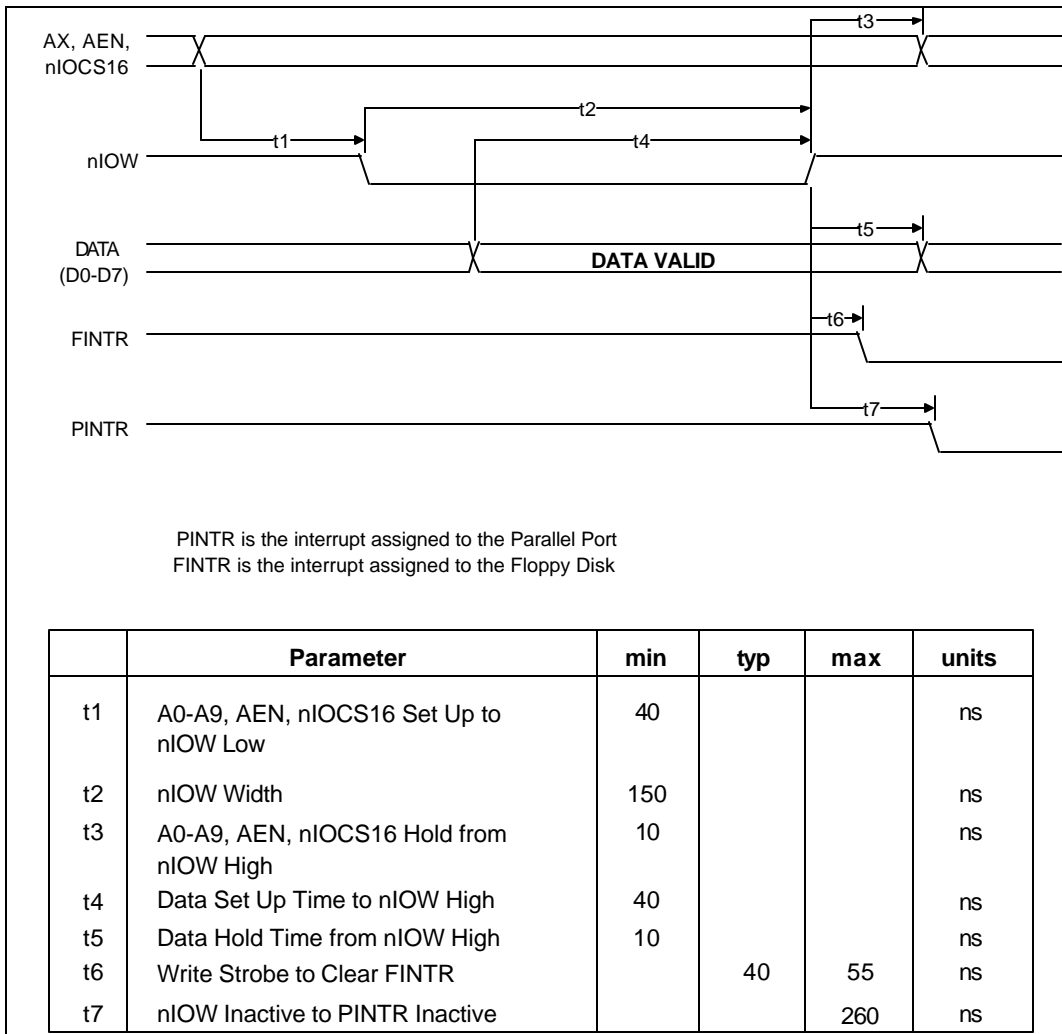 t3
AX, AEN,
nIOCS16
t2
t1
t4
nIOW
t5
DATA
(D0-D7)
DATA VALID
t6
FINTR
t7
PINTR
PINTR is the interrupt assigned to the Parallel Port
FINTR is the interrupt assigned to the Floppy Disk
Parameter min typ max units
t1 A0-A9, AEN, nIOCS16 Set Up to 40 ns
nIOW Low
t2 nIOW Width 150 ns
t3 A0-A9, AEN, nIOCS16 Hold from 10 ns
nIOW High
t4 Data Set Up Time to nIOW High 40 ns
t5 Data Hold Time from nIOW High 10 ns
t6 Write Strobe to Clear FINTR 40 55 ns
t7 nIOW Inactive to PINTR Inactive 260 ns